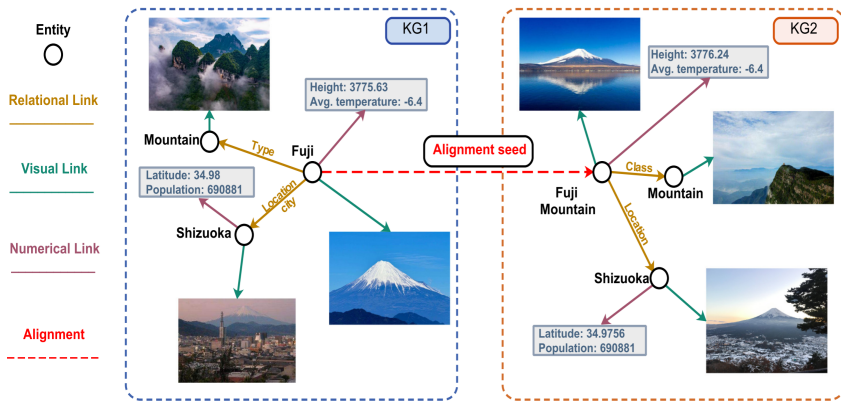 Entity
Relational Link
Visual Link
Numerical Link
Alignment
KG1
Height: 3775.63
Avg. temperature: -6.4
Mountain
Type
Fuji
Latitude: 34.98
Population: 690881
Location
city
Shizuoka
Alignment seed
KG2
Height: 3776.24
Avg. temperature: -6.4
Class
Fuji
Mountain
Mountain
Location
Shizuoka
Latitude: 34.9756
Population: 690881